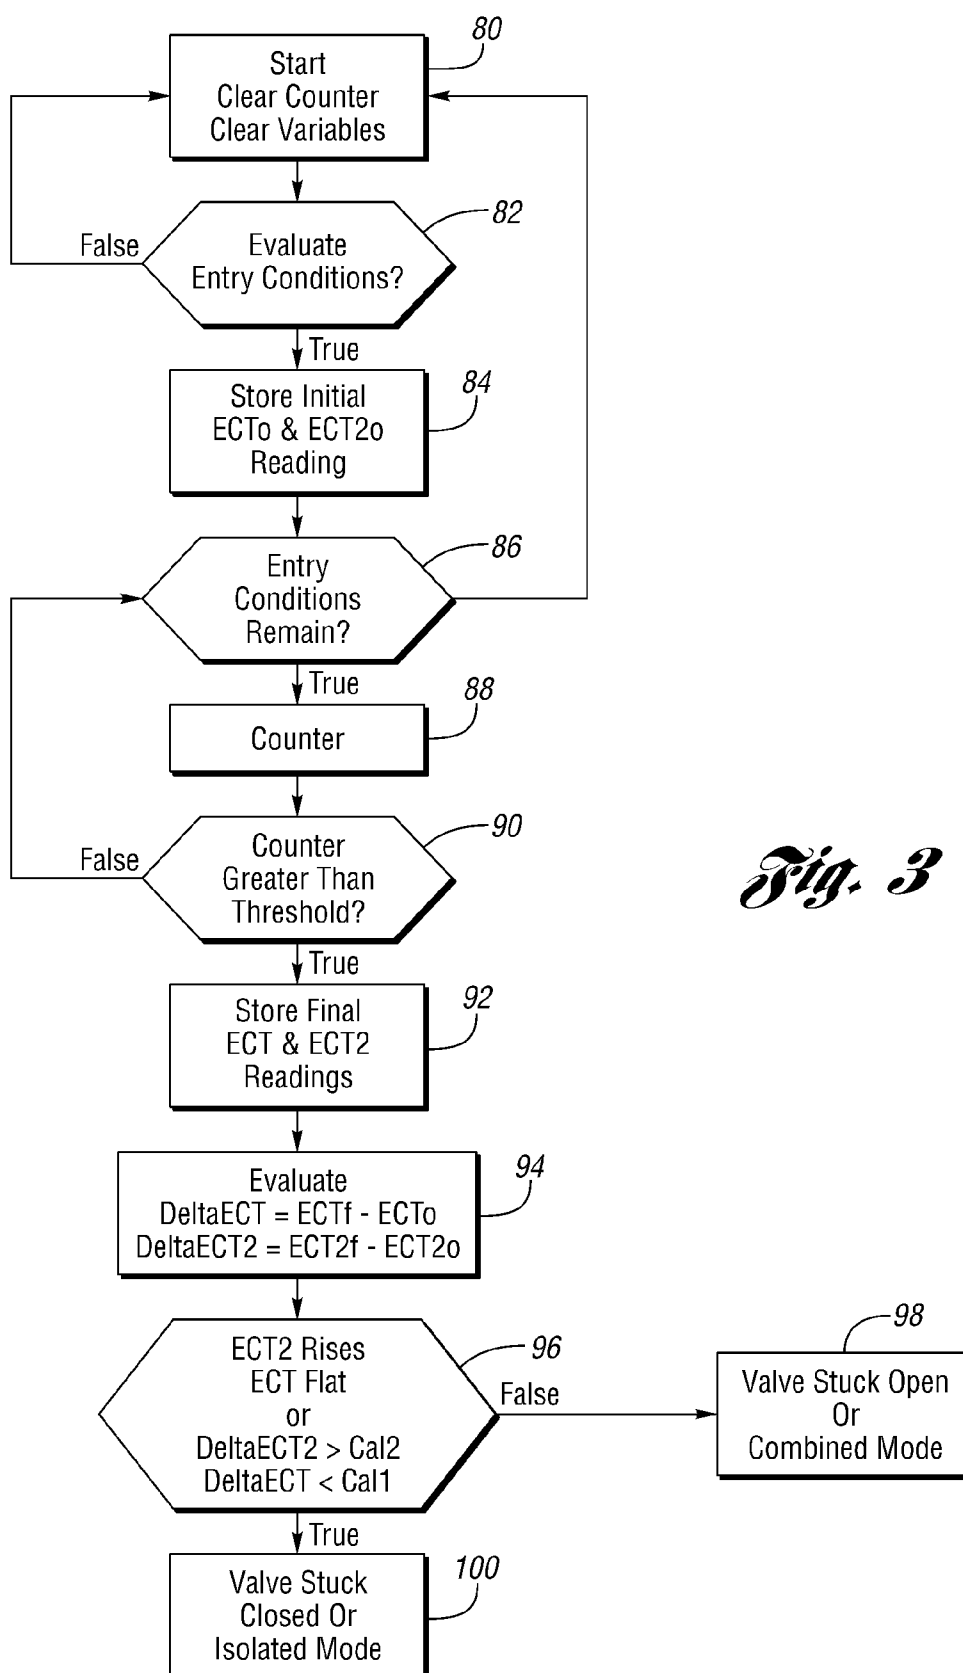 80
Start
Clear Counter
Clear Variables
82
False
Evaluate
Entry Conditions?
True
84
Store Initial
ECTo & ECT2o
Reading
86
Entry
Conditions
Remain?
True
88
Counter
90
False
Counter
Greater Than
Threshold?
Fig. 3
True
92
Store Final
ECT & ECT2
Readings
94
Evaluate
DeltaECT = ECTf - ECTo
DeltaECT2 = ECT2f - ECT2o
96
ECT2 Rises
ECT Flat
or
DeltaECT2 > Cal2
DeltaECT < Cal1
False
98
Valve Stuck Open
Or
Combined Mode
True
100
Valve Stuck
Closed Or
Isolated Mode